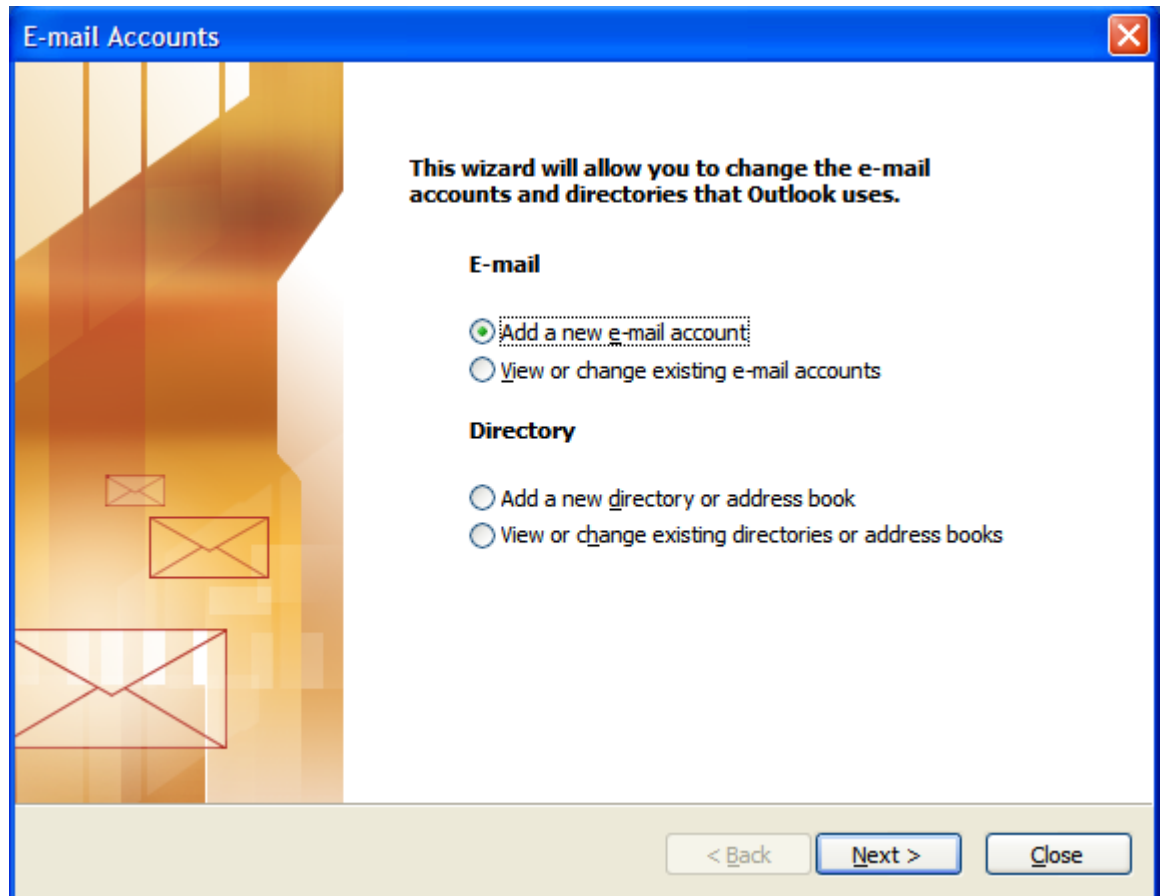 E-mail Accounts
This wizard will allow you to change the e-mail
accounts and directories that Outlook uses.
E-mail
Add a new e-mail account
View or change existing e-mail accounts
Directory
Add a new directory or address book
View or change existing directories or address books
< Back Next > Close